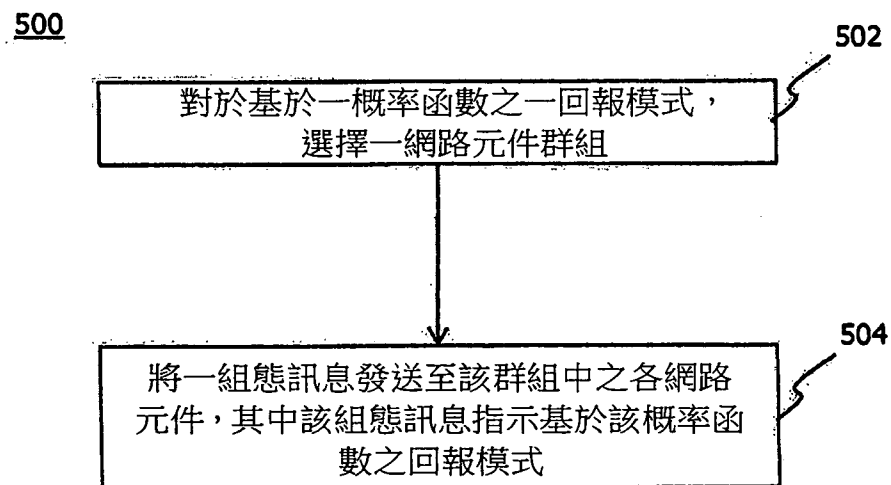 500
502
對於基於一概率函數之一回報模式，
選擇一網路元件群組
504
將一組態訊息發送至該群組中之各網路
元件，其中該組態訊息指示基於該概率函
數之回報模式